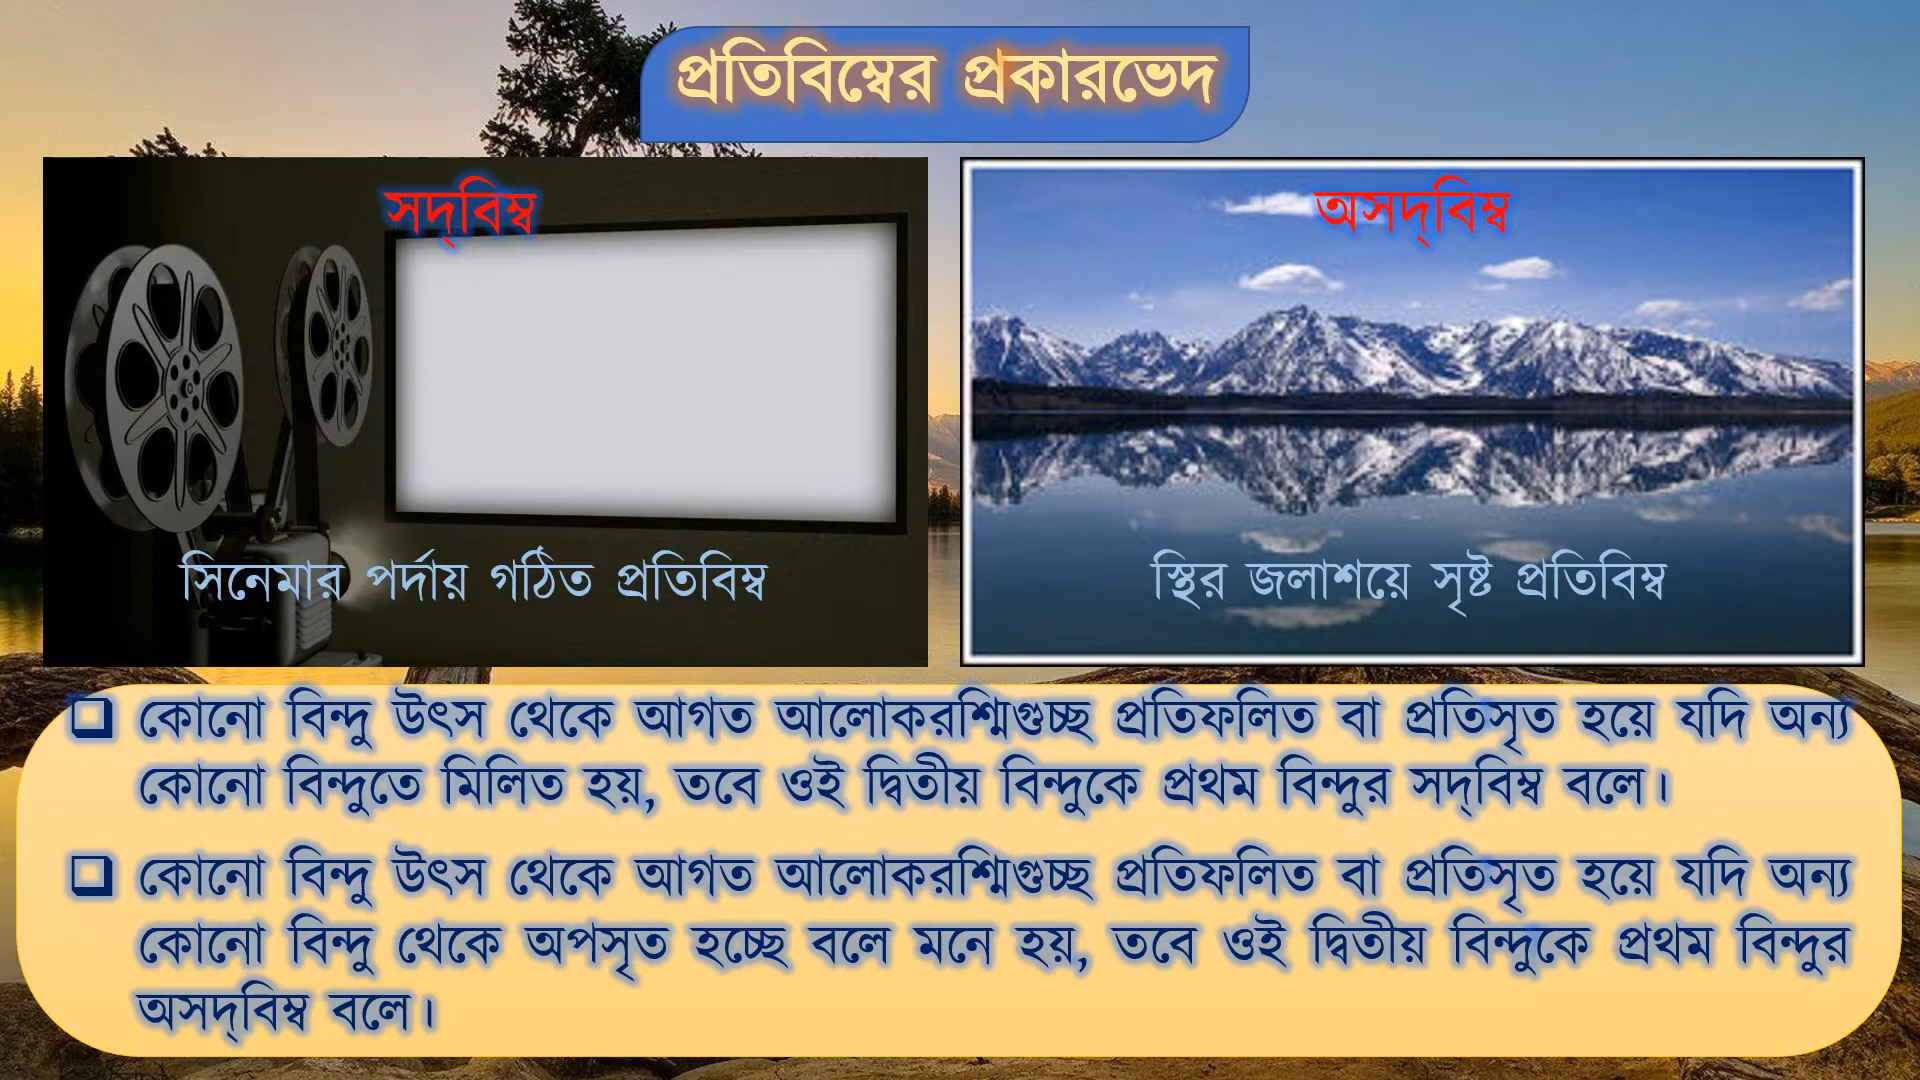 প্রতিবিম্বের প্রকারভেদ
সদ্‌বিম্ব
অসদ্‌বিম্ব
সিনেমার পর্দায় গঠিত প্রতিবিম্ব
স্থির জলাশয়ে সৃষ্ট প্রতিবিম্ব
❑ কোনো বিন্দু উৎস থেকে আগত আলোকরশ্মিগুচ্ছ প্রতিফলিত বা প্রতিসৃত হয়ে যদি অন্য
কোনো বিন্দুতে মিলিত হয়, তবে ওই দ্বিতীয় বিন্দুকে প্রথম বিন্দুর সদ্‌বিম্ব বলে।
❑ কোনো বিন্দু উৎস থেকে আগত আলোকরশ্মিগুচ্ছ প্রতিফলিত বা প্রতিসৃত হয়ে যদি অন্য
কোনো বিন্দু থেকে অপসৃত হচ্ছে বলে মনে হয়, তবে ওই দ্বিতীয় বিন্দুকে প্রথম বিন্দুর
অসদ্‌বিম্ব বলে।